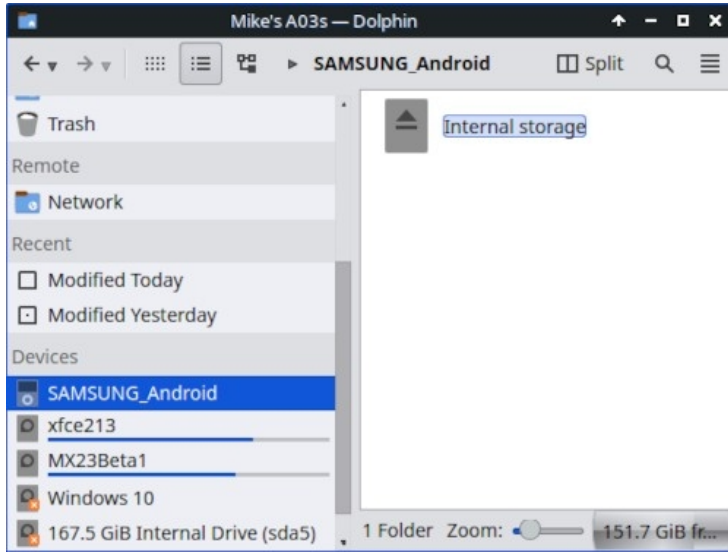 Mike's A03s — Dolphin
SAMSUNG_Android
Split
Trash
Remote
Network
Recent
Modified Today
Modified Yesterday
Devices
SAMSUNG_Android
xfce213
MX23Beta1
Windows 10
167.5 GiB Internal Drive (sda5)
Internal storage
1 Folder Zoom: 151.7 GiB fr...